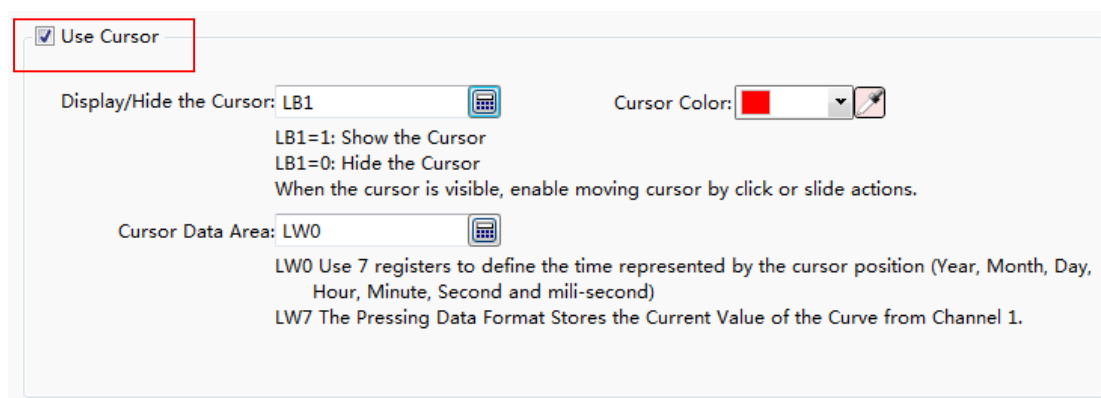 Use Cursor
Display/Hide the Cursor: LB1 Cursor Color:
LB1=1: Show the Cursor
LB1=0: Hide the Cursor
When the cursor is visible, enable moving cursor by click or slide actions.
Cursor Data Area: LW0
LW0 Use 7 registers to define the time represented by the cursor position (Year, Month, Day,
Hour, Minute, Second and mili-second)
LW7 The Pressing Data Format Stores the Current Value of the Curve from Channel 1.